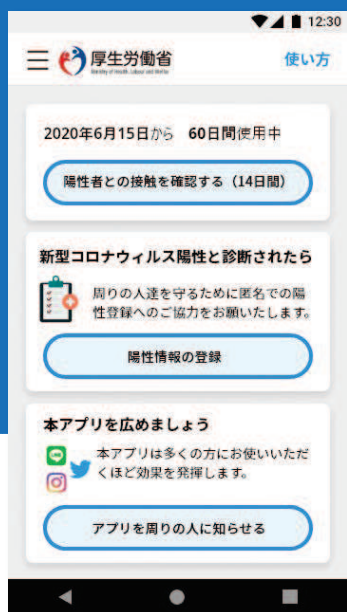 12:30
厚生労働省
Ministry of Health, Labour and Welfare
使い方
2020年6月15日から 60日間使用中
陽性者との接触を確認する（14日間）
新型コロナウィルス陽性と診断されたら
周りの人達を守るために匿名での陽
性登録へのご協力をお願いいたします。
陽性情報の登録
本アプリを広めましょう
本アプリは多くの方にお使いいただ
くほど効果を発揮します。
LINE
アプリを周りの人に知らせる